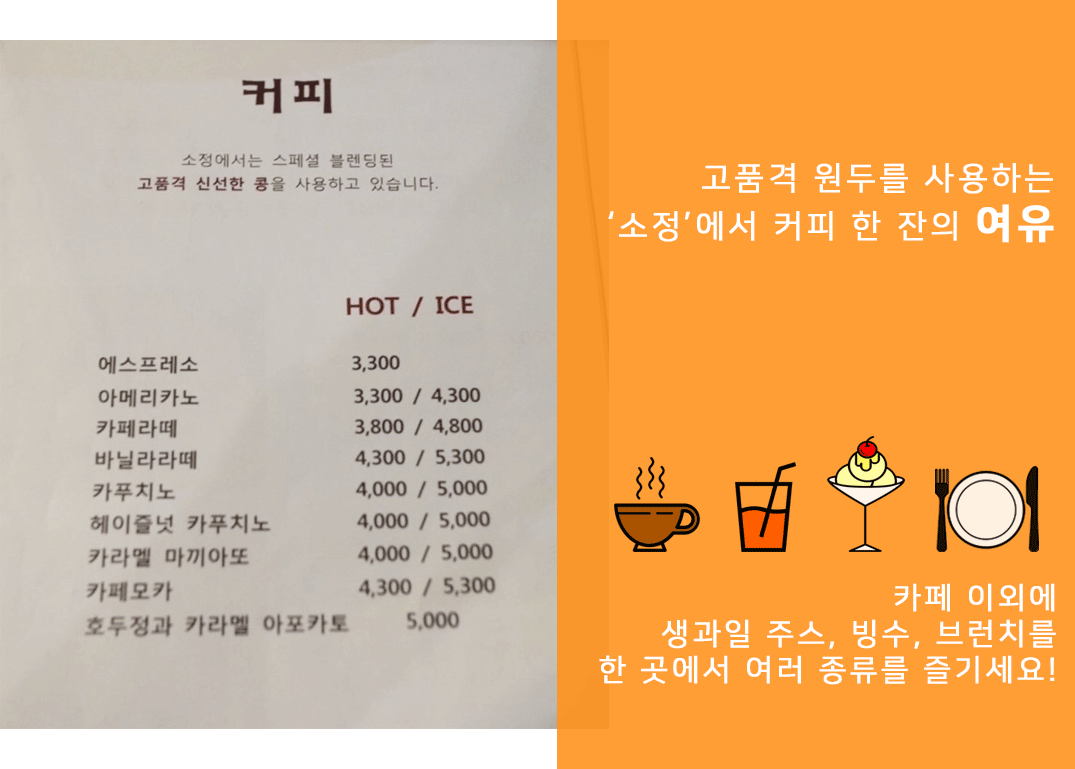 커피
소정에서는 스페셜 블렌딩된
고품격 신선한 콩을 사용하고 있습니다.
HOT / ICE
에스프레소 3,300
아메리카노 3,300 / 4,300
카페라떼 3,800 / 4,800
바닐라라떼 4,300 / 5,300
카푸치노 4,000 / 5,000
헤이즐넛 카푸치노 4,000 / 5,000
카라멜 마끼아또 4,000 / 5,000
카페모카 4,300 / 5,300
호두정과 카라멜 아포카토 5,000
고품격 원두를 사용하는
‘소정’에서 커피 한 잔의 여유
카페 이외에
생과일 주스, 빙수, 브런치를
한 곳에서 여러 종류를 즐기세요!